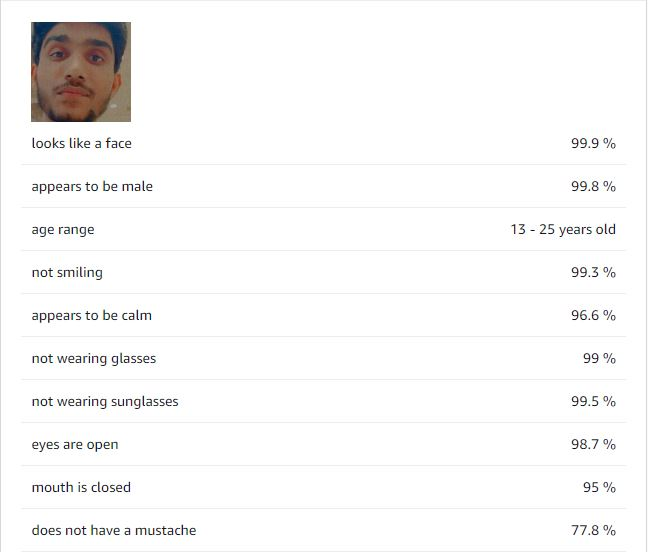 looks like a face 99.9 %
appears to be male 99.8 %
age range 13 - 25 years old
not smiling 99.3 %
appears to be calm 96.6 %
not wearing glasses 99 %
not wearing sunglasses 99.5 %
eyes are open 98.7 %
mouth is closed 95 %
does not have a mustache 77.8 %